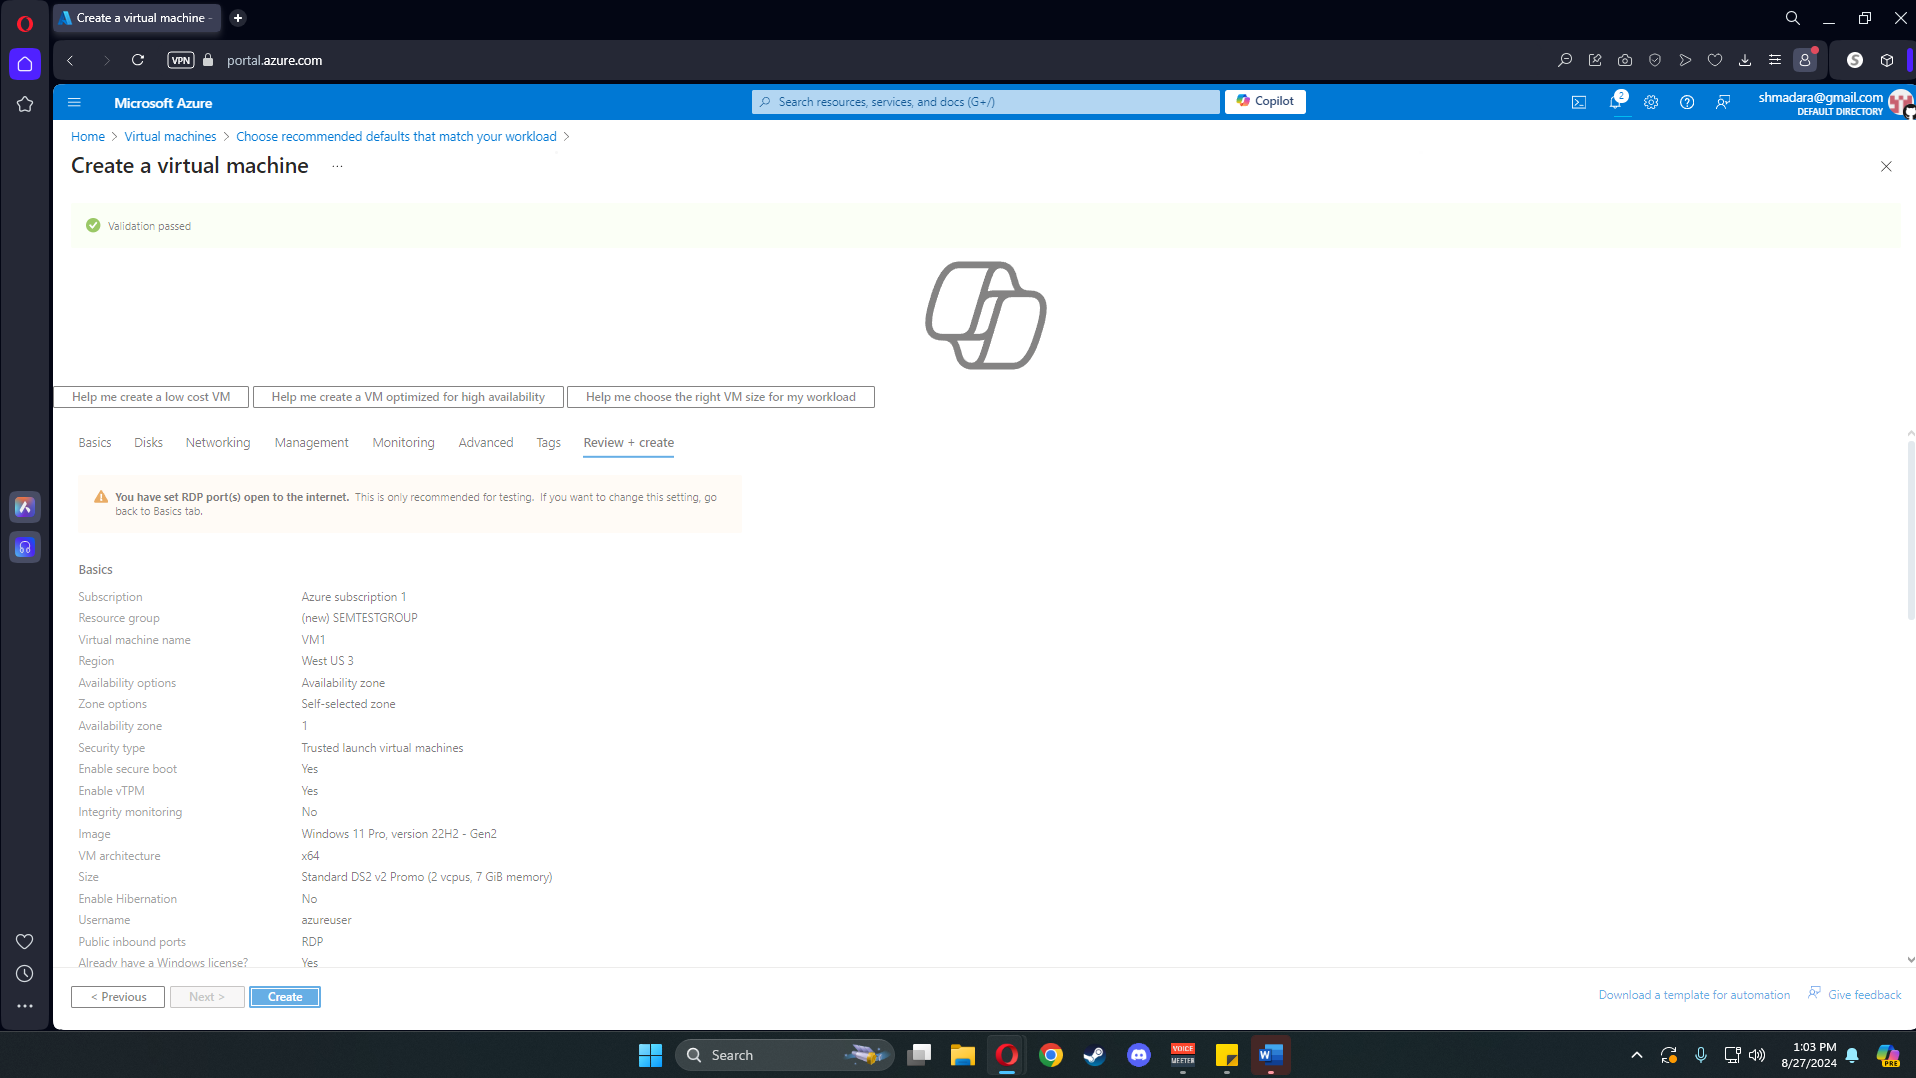 Create a virtual machine -
VPN
portal.azure.com
Microsoft Azure
Search resources, services, and docs (G+/)
Copilot
2
shmadara@gmail.com
DEFAULT DIRECTORY
Home > Virtual machines > Choose recommended defaults that match your workload >
Create a virtual machine ...
Validation passed
Help me create a low cost VM
Help me create a VM optimized for high availability
Help me choose the right VM size for my workload
Basics Disks Networking Management Monitoring Advanced Tags Review + create
You have set RDP port(s) open to the internet. This is only recommended for testing. If you want to change this setting, go
back to Basics tab.
Basics
Subscription Azure subscription 1
Resource group (new) SEMTESTGROUP
Virtual machine name VM1
Region West US 3
Availability options Availability zone
Zone options Self-selected zone
Availability zone 1
Security type Trusted launch virtual machines
Enable secure boot Yes
Enable vTPM Yes
Integrity monitoring No
Image Windows 11 Pro, version 22H2 - Gen2
VM architecture x64
Size Standard DS2 v2 Promo (2 vcpus, 7 GiB memory)
Enable Hibernation No
Username azureuser
Public inbound ports RDP
Already have a Windows license? Yes
< Previous
Next >
Create
Download a template for automation
Give feedback
Search
VOICE
MEETER
1:03 PM
8/27/2024
PRE